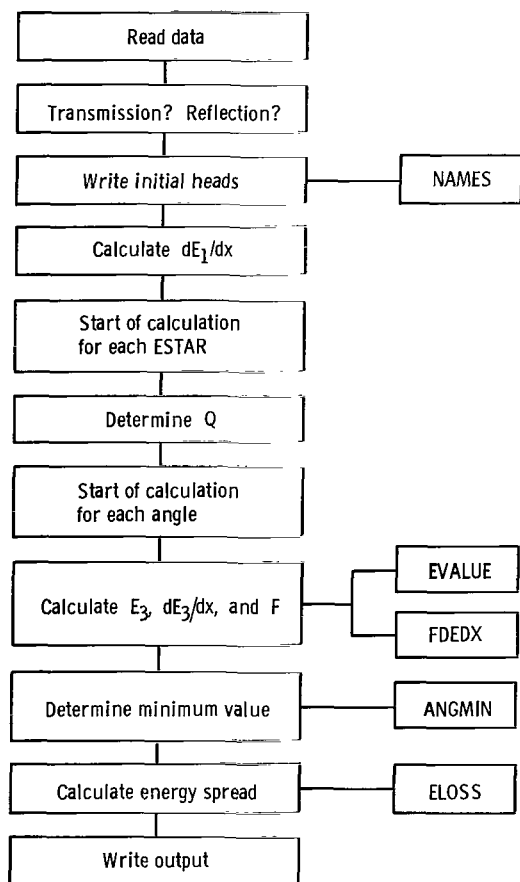 Read data
Transmission? Reflection?
Write initial heads
NAMES
Calculate dE₁/dx
Start of calculation
for each ESTAR
Determine Q
Start of calculation
for each angle
EVALUE
Calculate E₃, dE₃/dx, and F
FDEDX
Determine minimum value
ANGMIN
Calculate energy spread
ELOSS
Write output